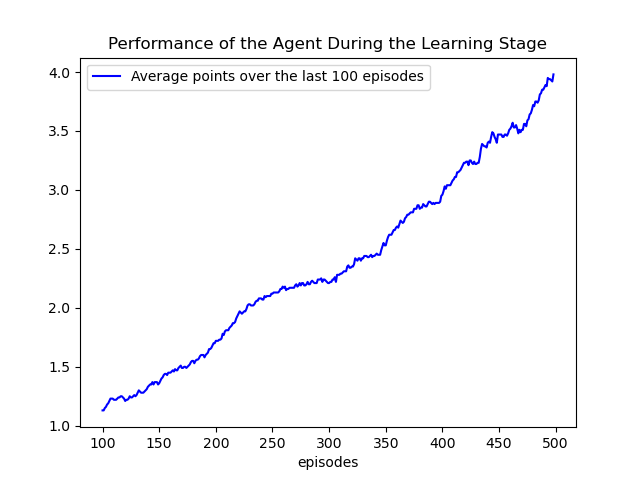 Performance of the Agent During the Learning Stage
Average points over the last 100 episodes
4.0
3.5
3.0
2.5
2.0
1.5
1.0
100 150 200 250 300 350 400 450 500
episodes